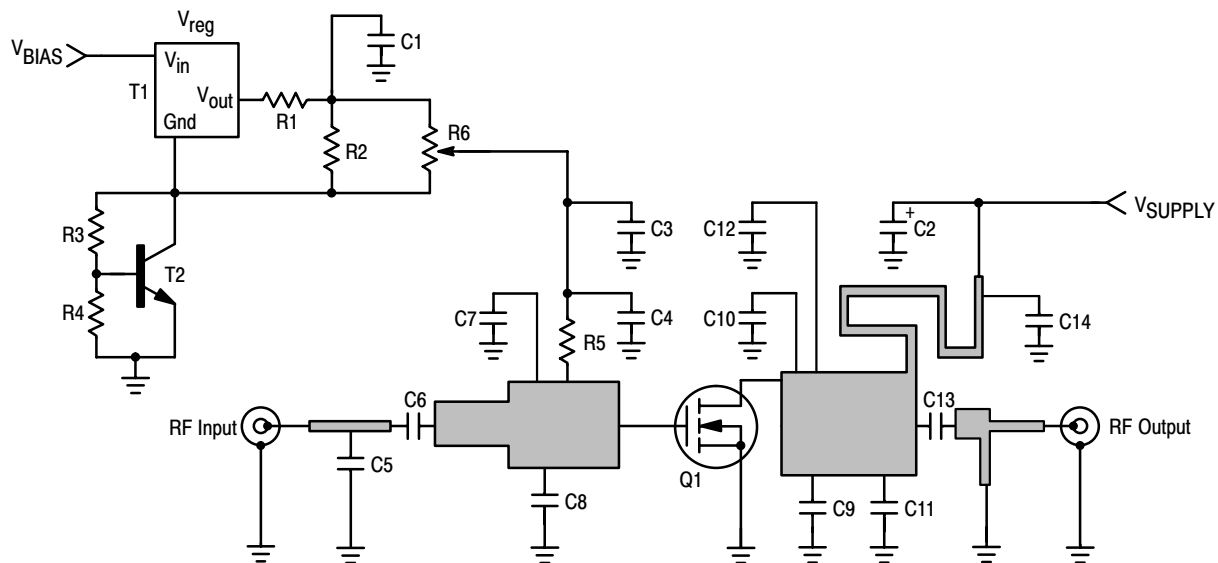 V_reg
V_BIAS
V_in
T1
V_out
Gnd
C1
R1
R2
R6
R3
R4
T2
C3
C12
C2
+
V_SUPPLY
C7
C4
C10
R5
C14
C6
C13
RF Input
RF Output
C5
C8
Q1
C9
C11